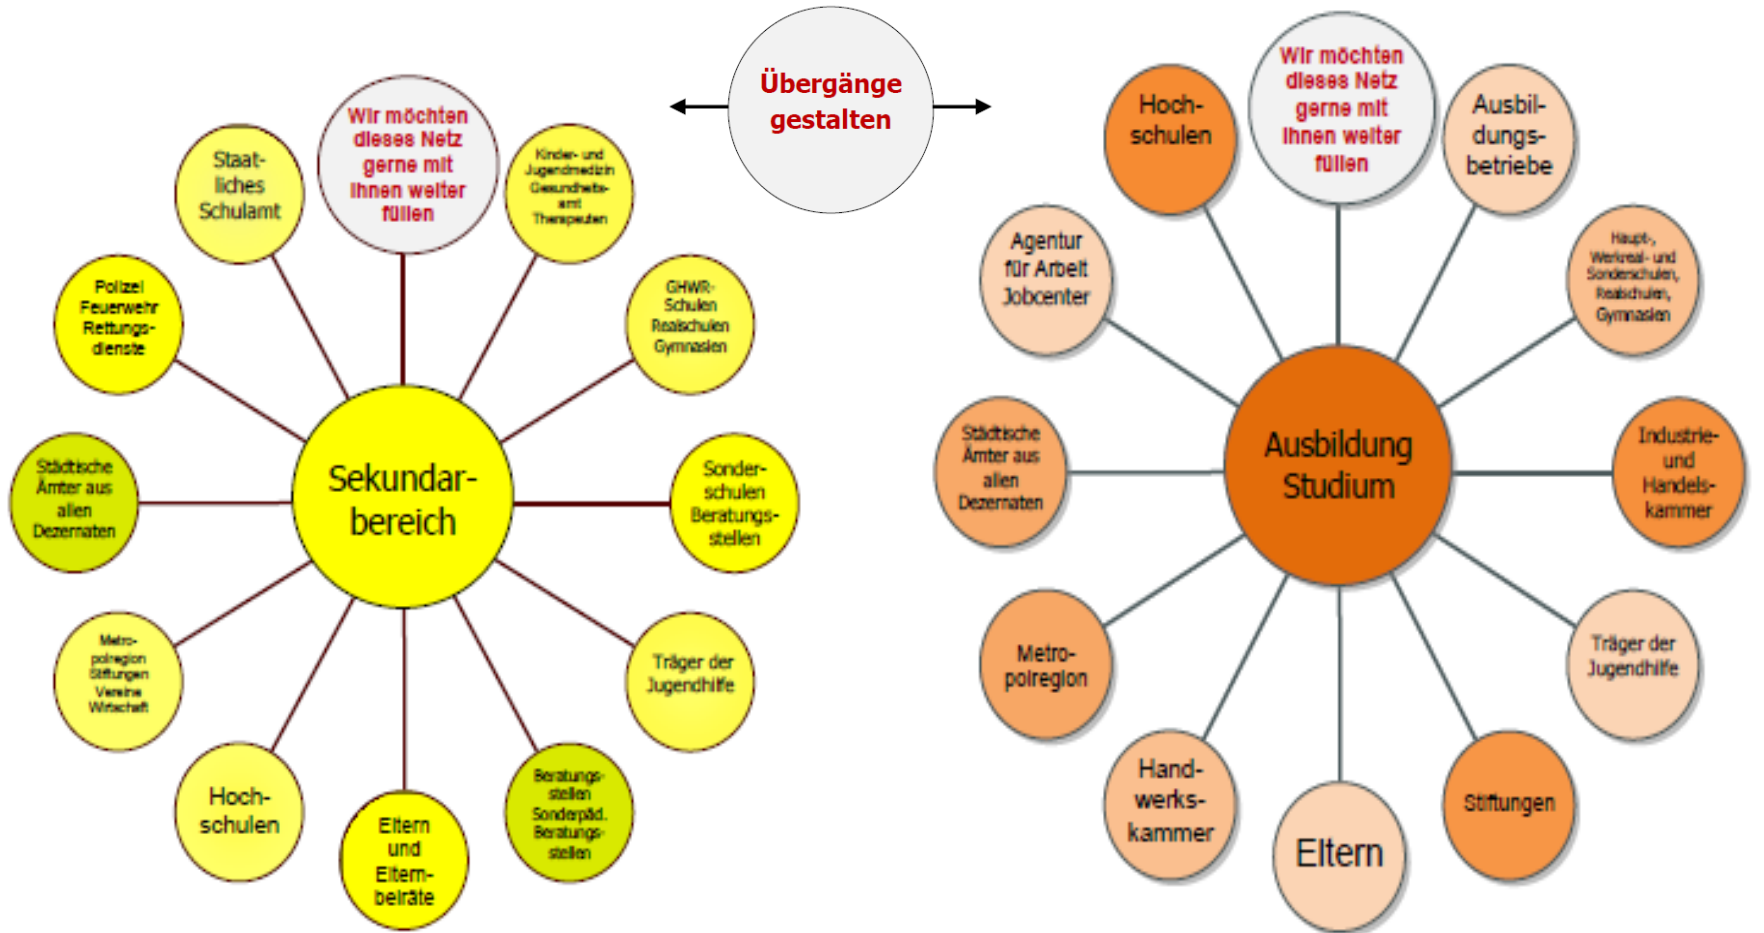 Übergänge
gestalten
Wir möchten
dieses Netz
gerne mit
Ihnen weiter
füllen
Kinder- und
Jugendmedizin
Gesundheits-
amt
Therapeuten
GHWR-
Schulen
Realschulen
Gymnasien
Sonder-
schulen
Beratungs-
stellen
Träger der
Jugendhilfe
Beratungs-
stellen
Sonderpäd.
Beratungs-
stellen
Eltern
und
Eltern-
beiräte
Hoch-
schulen
Metro-
polregion
Stiftungen
Vereine
Wirtschaft
Städtische
Ämter aus
allen
Dezernaten
Polizei
Feuerwehr
Rettungs-
dienste
Staat-
liches
Schulamt
Sekundar-
bereich
Wir möchten
dieses Netz
gerne mit
Ihnen weiter
füllen
Ausbil-
dungs-
betriebe
Haupt-,
Werkreal- und
Sonderschulen,
Realschulen,
Gymnasien
Industrie-
und
Handels-
kammer
Träger der
Jugendhilfe
Stiftungen
Eltern
Hand-
werks-
kammer
Metro-
polregion
Städtische
Ämter aus
allen
Dezernaten
Agentur
für Arbeit
Jobcenter
Hoch-
schulen
Ausbildung
Studium